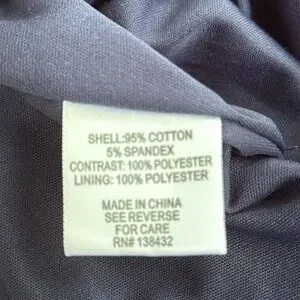 SHELL:95% COTTON
5% SPANDEX
CONTRAST: 100% POLYESTER
LINING: 100% POLYESTER
MADE IN CHINA
SEE REVERSE
FOR CARE
RN# 138432